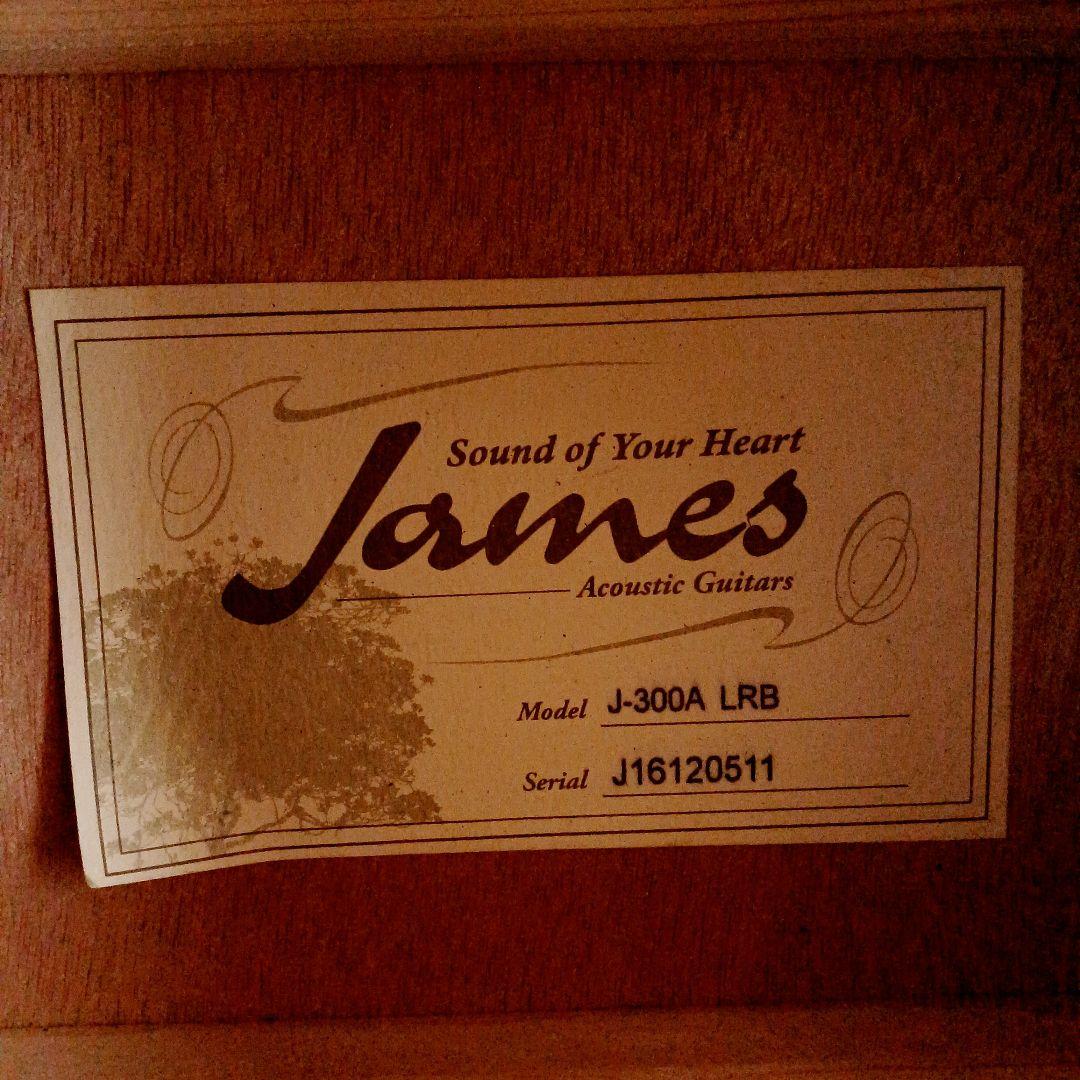 Sound of Your Heart
James
Acoustic Guitars
Model J-300A LRB
Serial J16120511